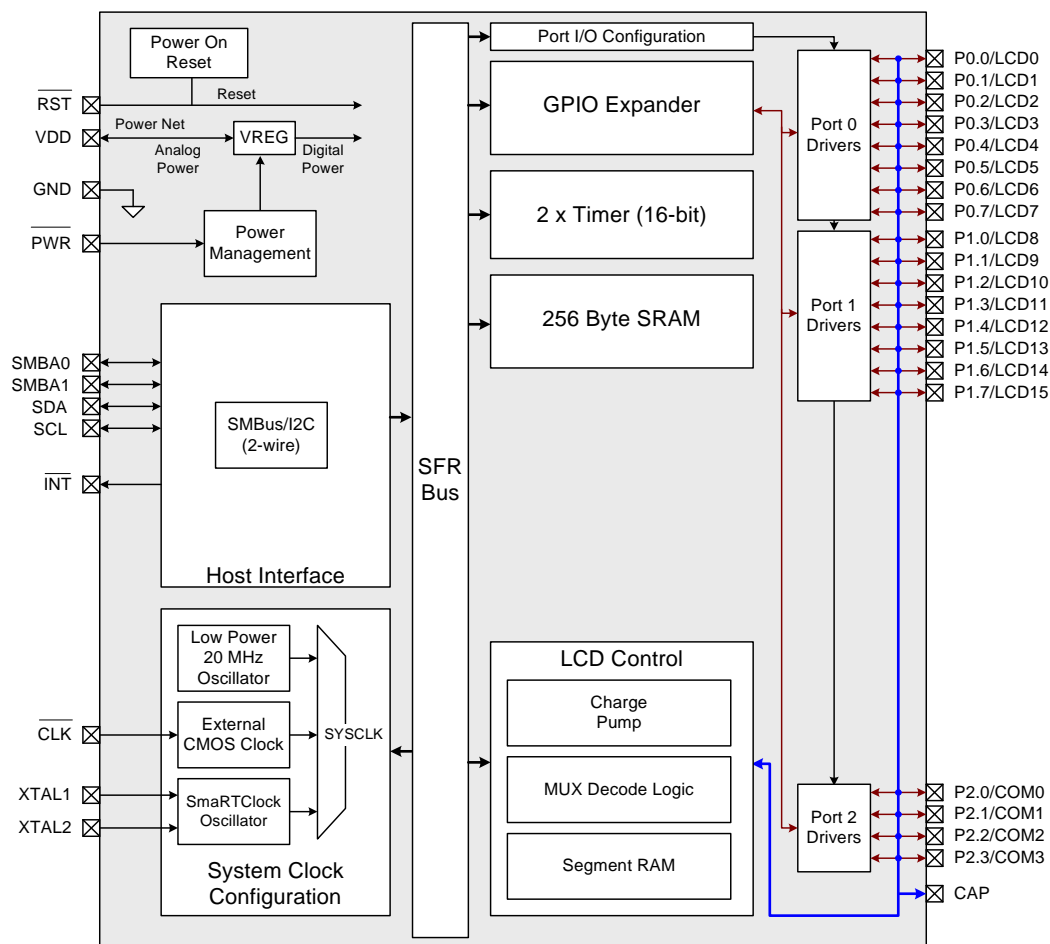 Power On
Reset
RST
Reset
VDD
Power Net
VREG
Analog
Power
Digital
Power
GND
PWR
Power
Management
SMBA0
SMBA1
SDA
SCL
INT
SMBus/I2C
(2-wire)
Host Interface
Low Power
20 MHz
Oscillator
CLK
External
CMOS Clock
SYSCLK
XTAL1
XTAL2
SmaRTClock
Oscillator
System Clock
Configuration
SFR
Bus
Port I/O Configuration
GPIO Expander
2 x Timer (16-bit)
256 Byte SRAM
LCD Control
Charge
Pump
MUX Decode Logic
Segment RAM
Port 0
Drivers
Port 1
Drivers
Port 2
Drivers
P0.0/LCD0
P0.1/LCD1
P0.2/LCD2
P0.3/LCD3
P0.4/LCD4
P0.5/LCD5
P0.6/LCD6
P0.7/LCD7
P1.0/LCD8
P1.1/LCD9
P1.2/LCD10
P1.3/LCD11
P1.4/LCD12
P1.5/LCD13
P1.6/LCD14
P1.7/LCD15
P2.0/COM0
P2.1/COM1
P2.2/COM2
P2.3/COM3
CAP